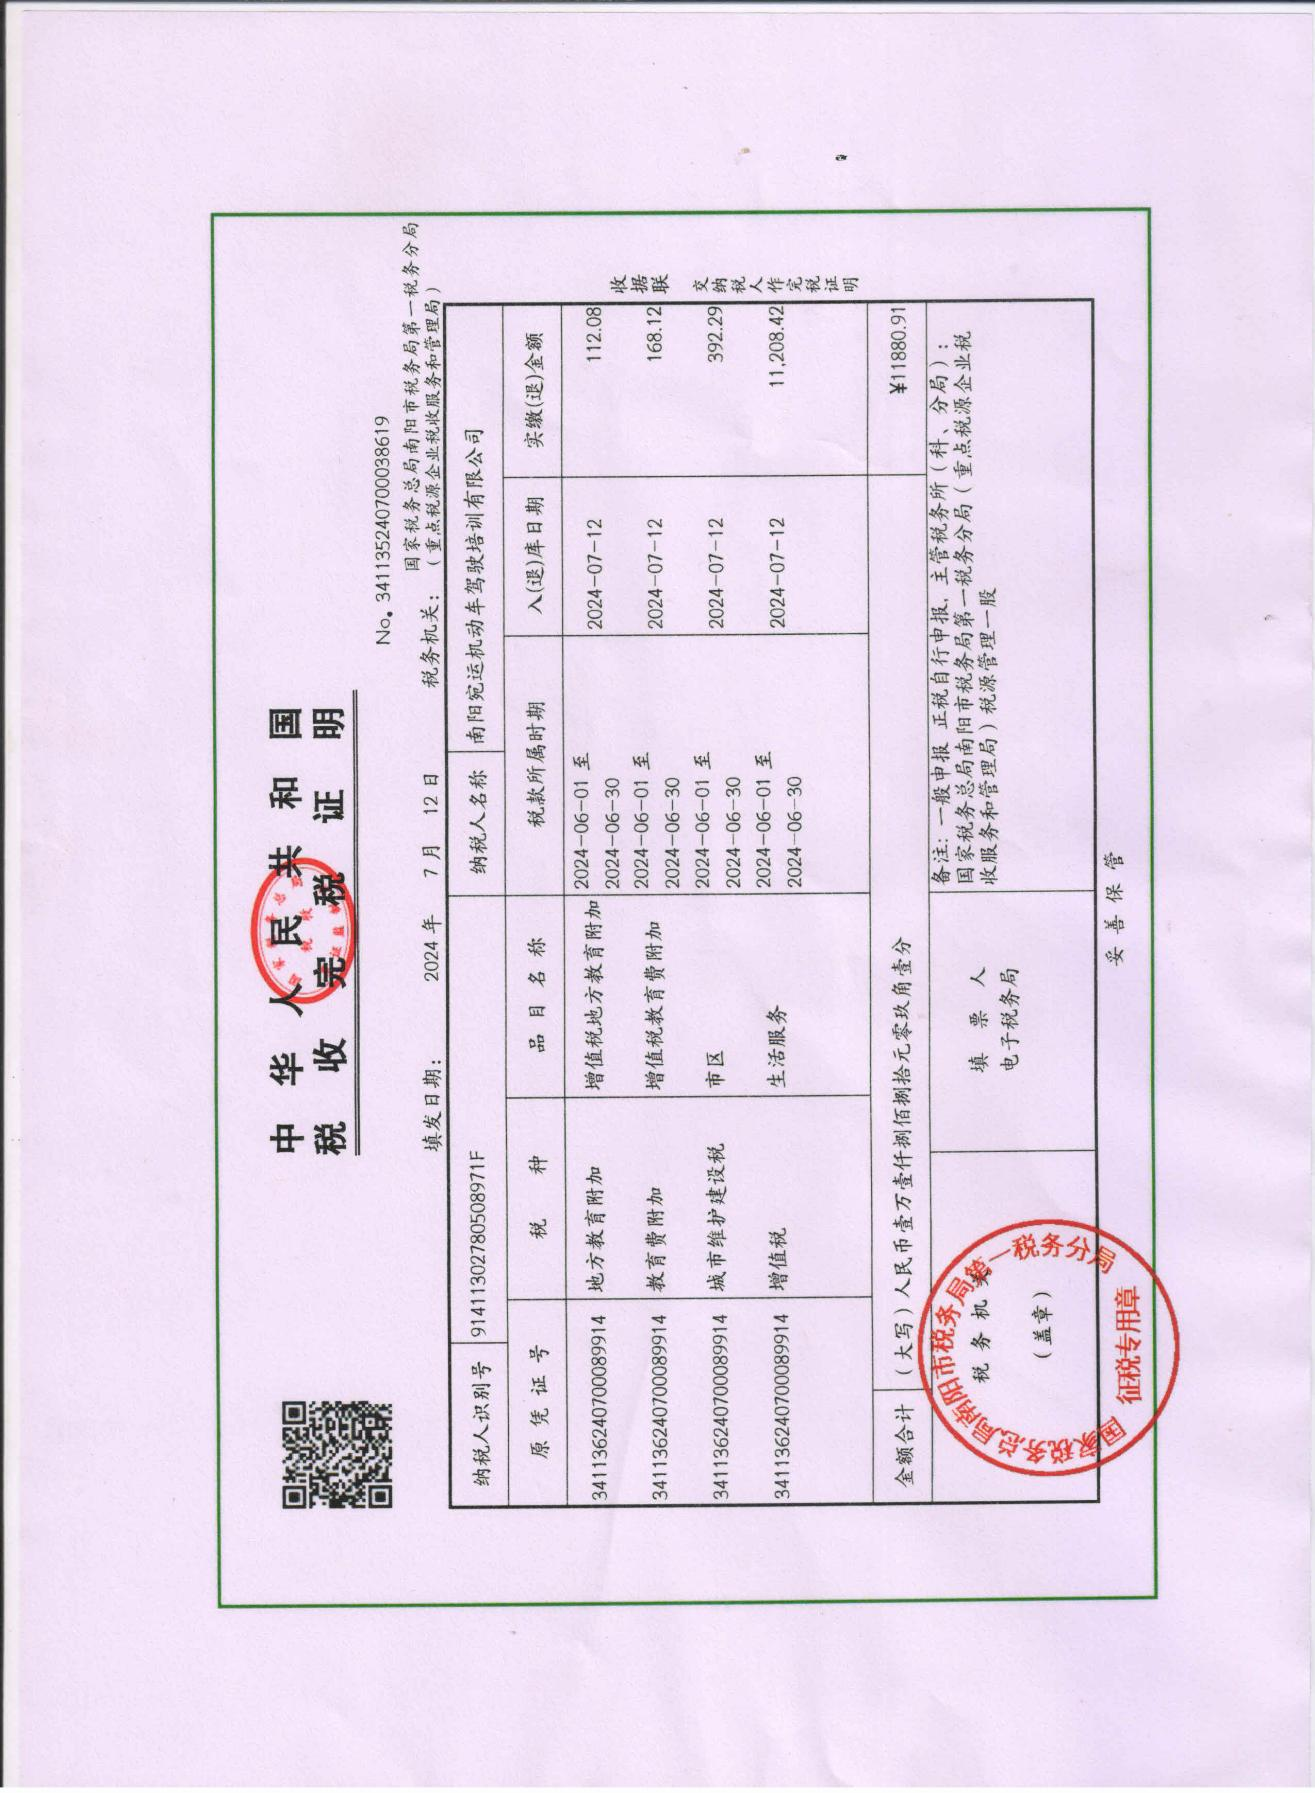 中华人民共和国
税收完税证明
No. 341135240700038619
填发日期： 2024 年 7 月 12 日 税务机关：
国家税务总局南阳市税务局第一税务分局
（重点税源企业税收服务和管理局）
纳税人识别号 91411302780508971F 纳税人名称 南阳宛运机动车驾驶培训有限公司
原凭证号 税种 品目名称 税款所属时期 入(退)库日期 实缴(退)金额
341136240700089914 地方教育附加 增值税地方教育附加 2024-06-01 至 2024-07-12 112.08
2024-06-30
341136240700089914 教育费附加 增值税教育费附加 2024-06-01 至 2024-07-12 168.12
2024-06-30
341136240700089914 城市维护建设税 市区 2024-06-01 至 2024-07-12 392.29
2024-06-30
341136240700089914 增值税 生活服务 2024-06-01 至 2024-07-12 11,208.42
2024-06-30
金额合计 （大写）人民币壹万壹仟捌佰捌拾元零玖角壹分 ¥11880.91
税务机关
（盖章）
填票人
电子税务局
备注：一般申报 正税自行申报，主管税务所（科、分局）：
国家税务总局南阳市税务局第一税务分局（重点税源企业税
收服务和管理局）税源管理一股
收据联
交纳税人作完税证明
妥善保管
国家税务总局南阳市税务局第一税务分局
征税专用章